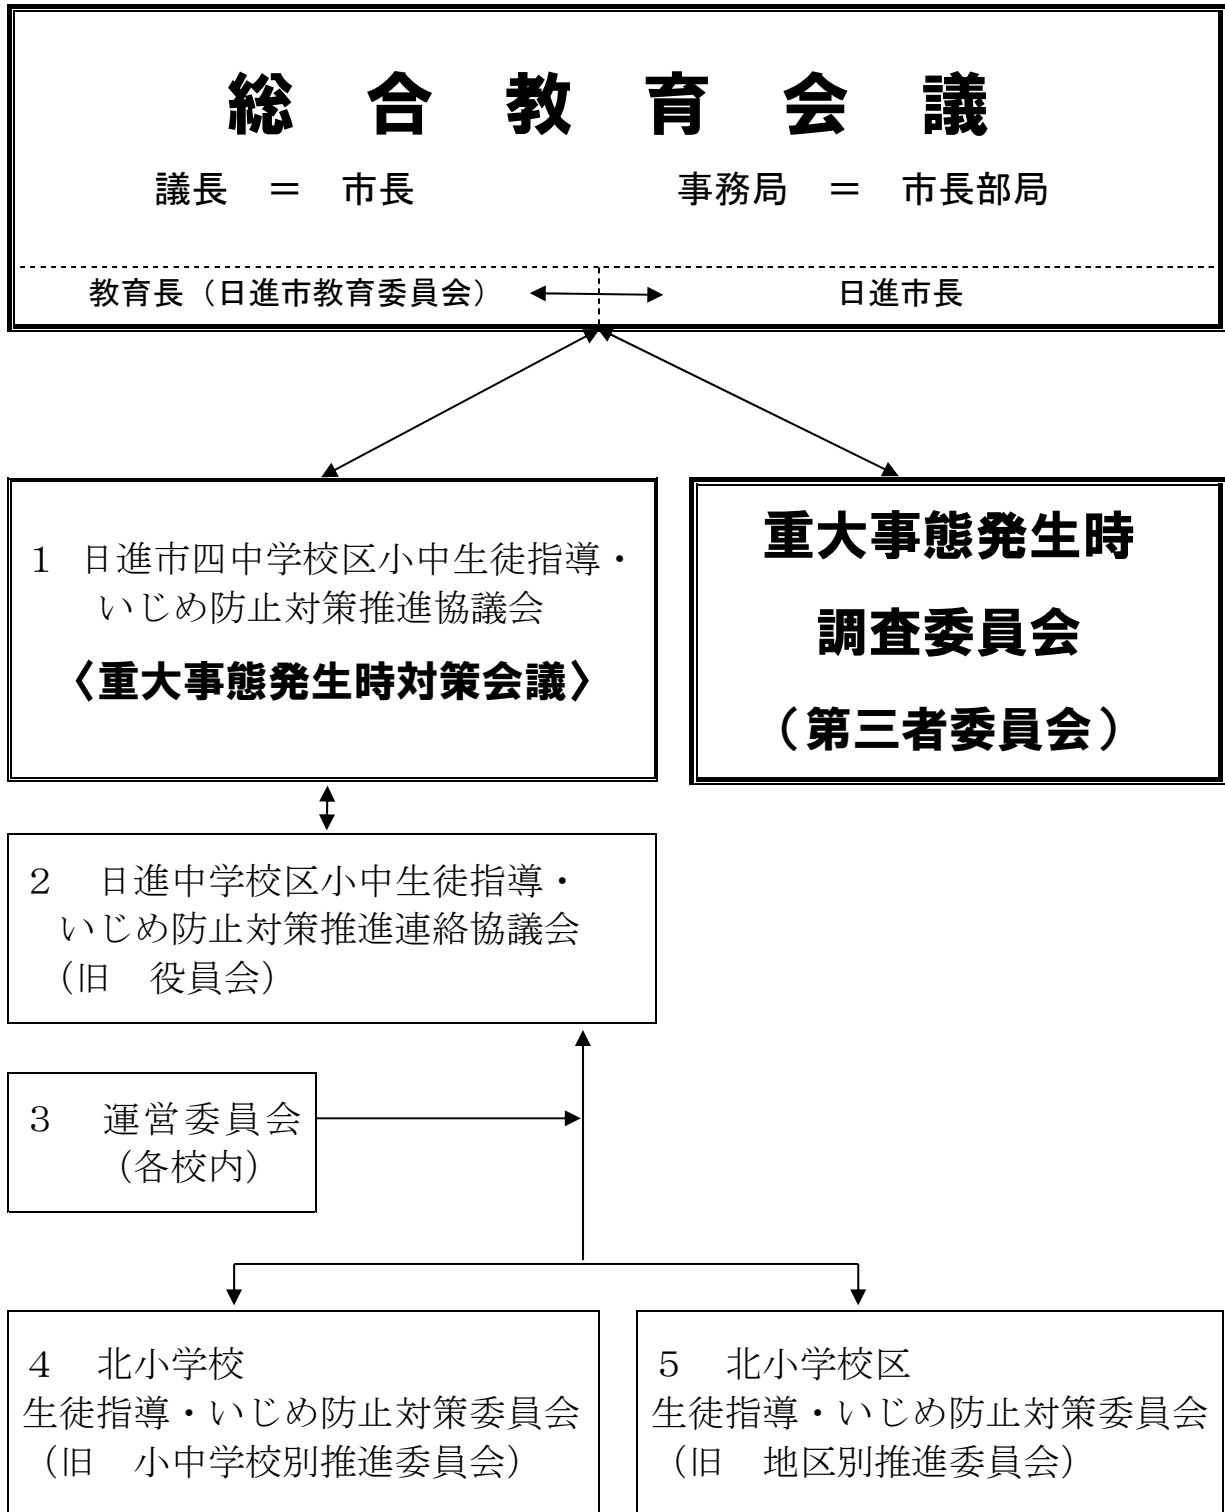 総　合　教　育　会　議
議長　＝　市長　　　　　　　事務局　＝　市長部局
教育長（日進市教育委員会）　　　　　　　　日進市長
１　日進市四中学校区小中生徒指導・
いじめ防止対策推進協議会
〈重大事態発生時対策会議〉
重大事態発生時
調査委員会
（第三者委員会）
２　日進中学校区小中生徒指導・
いじめ防止対策推進連絡協議会
（旧　役員会）
３　運営委員会
（各校内）
４　北小学校
生徒指導・いじめ防止対策委員会
（旧　小中学校別推進委員会）
５　北小学校区
生徒指導・いじめ防止対策委員会
（旧　地区別推進委員会）